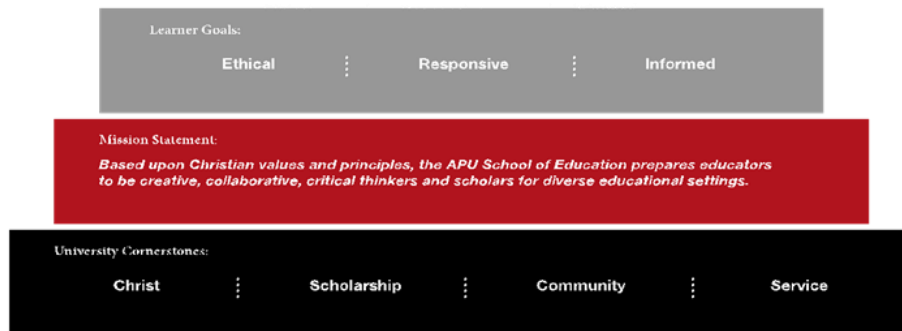 Learner Goals:
Ethical Responsive Informed
Mission Statement:
Based upon Christian values and principles, the APU School of Education prepares educators
to be creative, collaborative, critical thinkers and scholars for diverse educational settings.
University Cornerstones:
Christ Scholarship Community Service